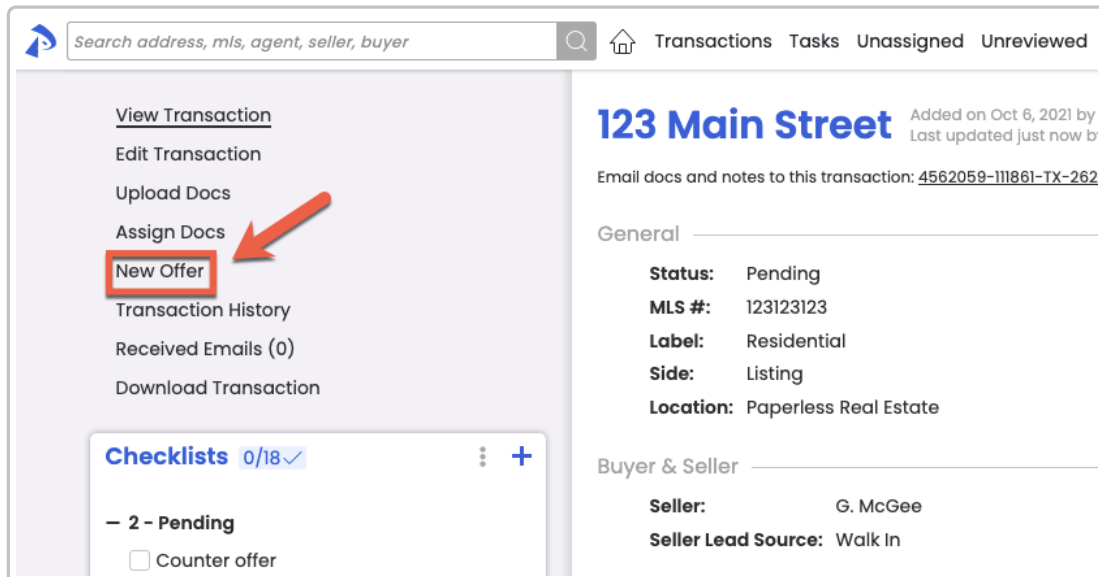 Search address, mls, agent, seller, buyer
Transactions Tasks Unassigned Unreviewed
View Transaction
Edit Transaction
Upload Docs
Assign Docs
New Offer
Transaction History
Received Emails (0)
Download Transaction
Checklists 0/18
2 - Pending
Counter offer
123 Main Street
Added on Oct 6, 2021 by
Last updated just now by
Email docs and notes to this transaction: 4562059-111861-TX-262
General
Status: Pending
MLS #: 123123123
Label: Residential
Side: Listing
Location: Paperless Real Estate
Buyer & Seller
Seller: G. McGee
Seller Lead Source: Walk In